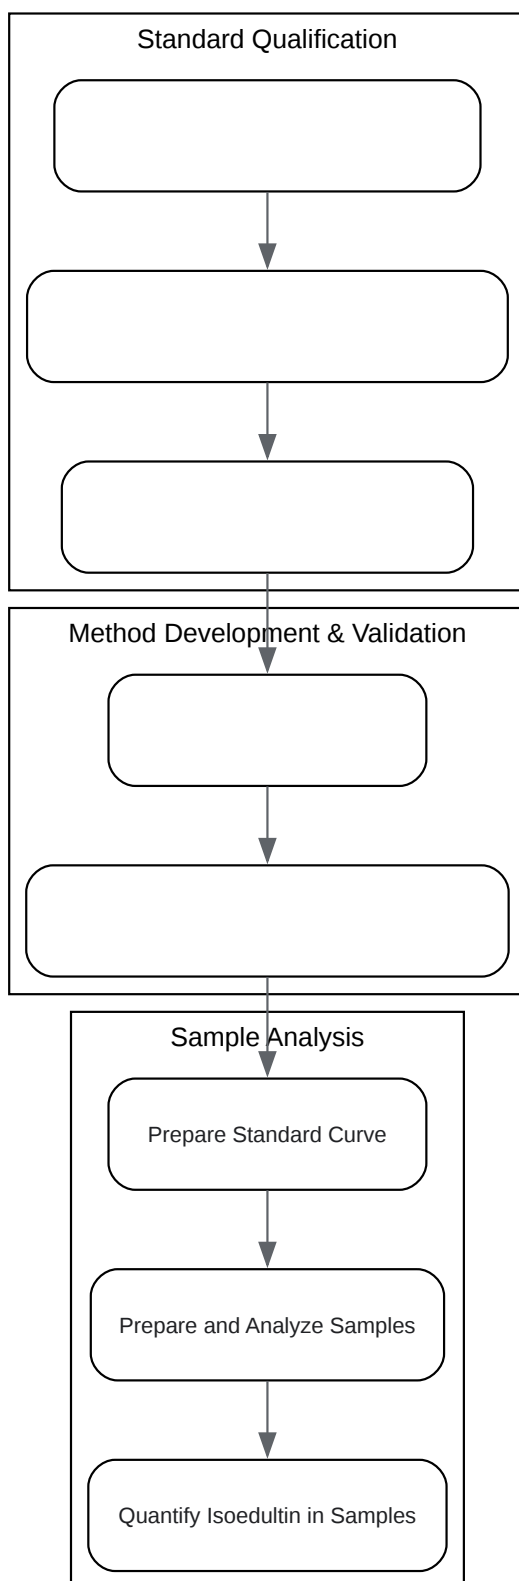 Standard Qualification
Method Development & Validation
Sample Analysis
Prepare Standard Curve
Prepare and Analyze Samples
Quantify Isoedultin in Samples